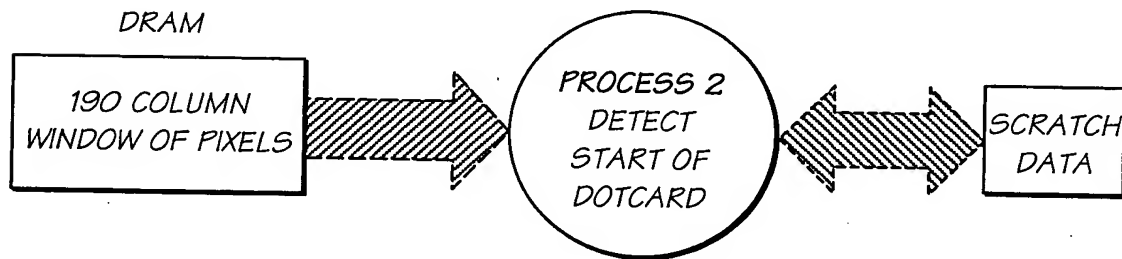 DRAM
190 COLUMN
WINDOW OF PIXELS
PROCESS 2
DETECT
START OF
DOTCARD
SCRATCH
DATA